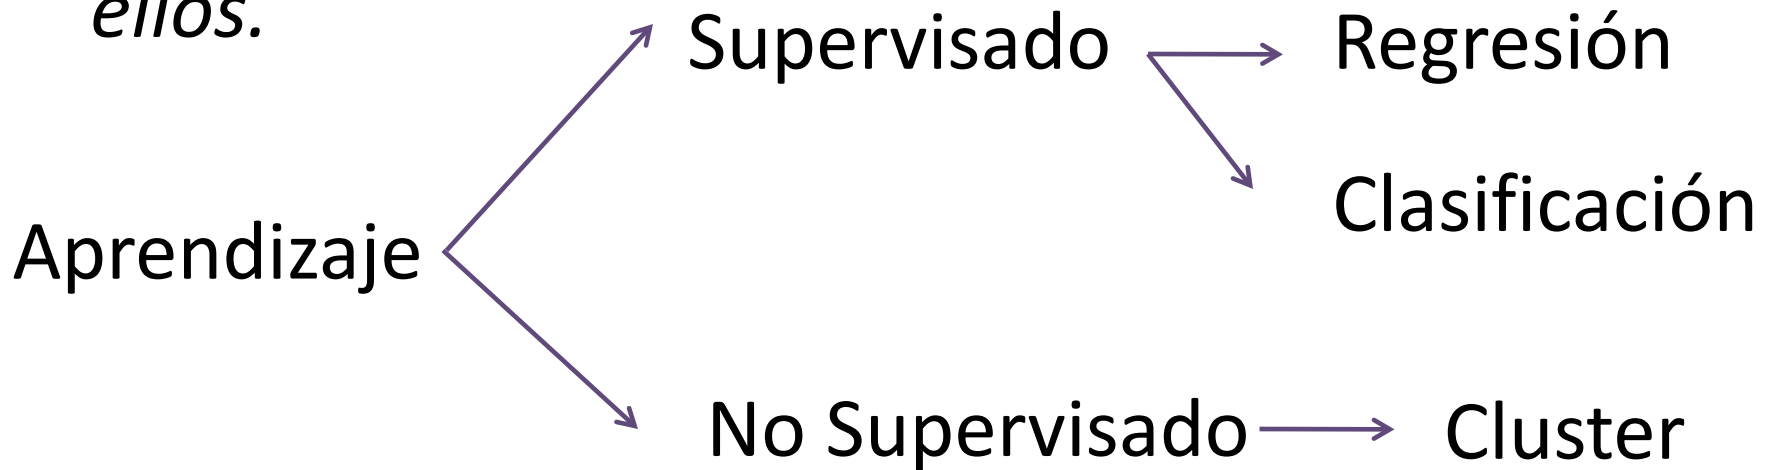 ellos.
Supervisado
Regresión
Clasificación
Aprendizaje
No Supervisado
Cluster